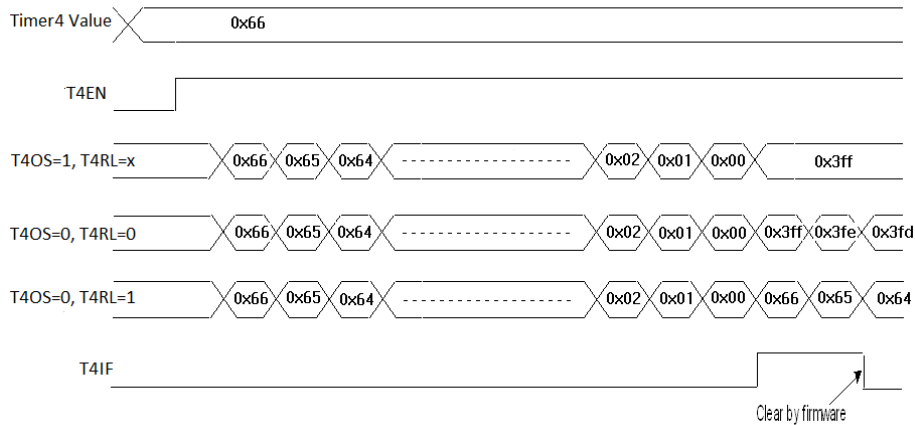 Timer4 Value 0x66
T4EN
T4OS=1, T4RL=x 0x66 0x65 0x64 0x02 0x01 0x00 0x3ff
T4OS=0, T4RL=0 0x66 0x65 0x64 0x02 0x01 0x00 0x3ff 0x3fe 0x3fd
T4OS=0, T4RL=1 0x66 0x65 0x64 0x02 0x01 0x00 0x66 0x65 0x64
T4IF
Clear by firmware